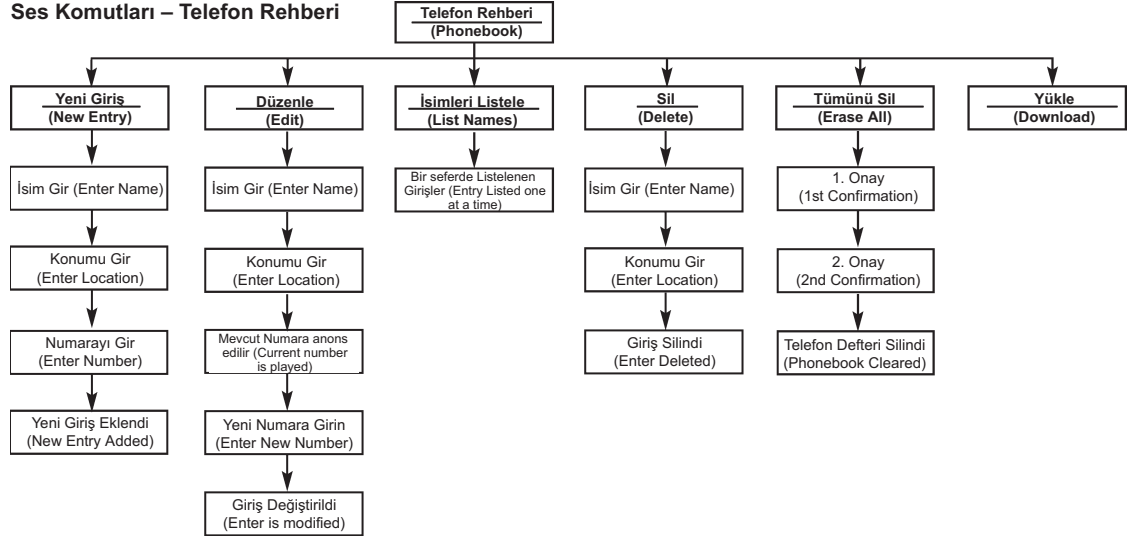 Ses Komutları – Telefon Rehberi
Telefon Rehberi
(Phonebook)
Yeni Giriş
(New Entry)
Düzenle
(Edit)
İsimleri Listele
(List Names)
Sil
(Delete)
Tümünü Sil
(Erase All)
Yükle
(Download)
İsim Gir (Enter Name)
İsim Gir (Enter Name)
Bir seferde Listelenen
Girişler (Entry Listed one
at a time)
İsim Gir (Enter Name)
1. Onay
(1st Confirmation)
Konumu Gir
(Enter Location)
Konumu Gir
(Enter Location)
Konumu Gir
(Enter Location)
2. Onay
(2nd Confirmation)
Numarayı Gir
(Enter Number)
Mevcut Numara anons
edilir (Current number
is played)
Giriş Silindi
(Enter Deleted)
Telefon Defteri Silindi
(Phonebook Cleared)
Yeni Giriş Eklendi
(New Entry Added)
Yeni Numara Girin
(Enter New Number)
Giriş Değiştirildi
(Enter is modified)